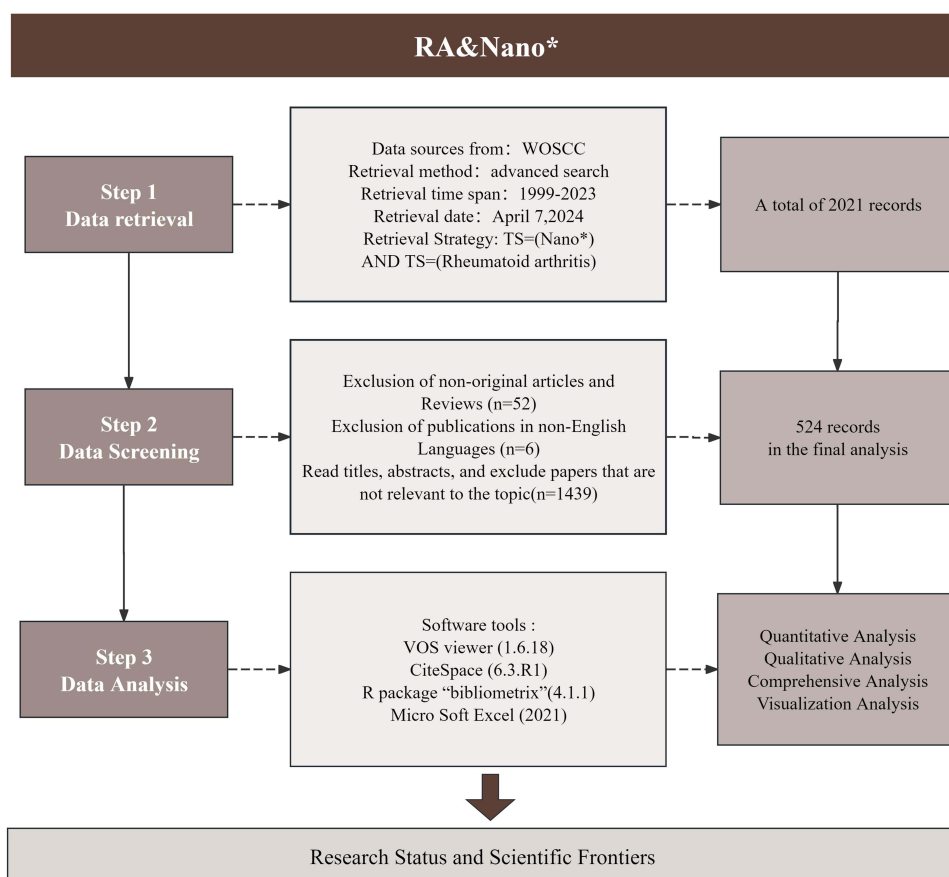 RA&Nano*
Step 1
Data retrieval
Data sources from：WOSCC
Retrieval method：advanced search
Retrieval time span：1999-2023
Retrieval date：April 7,2024
Retrieval Strategy: TS=(Nano*)
AND TS=(Rheumatoid arthritis)
A total of 2021 records
Step 2
Data Screening
Exclusion of non-original articles and
Reviews (n=52)
Exclusion of publications in non-English
Languages (n=6)
Read titles, abstracts, and exclude papers that are
not relevant to the topic(n=1439)
524 records
in the final analysis
Step 3
Data Analysis
Software tools :
VOS viewer (1.6.18)
CiteSpace (6.3.R1)
R package “bibliometrix”(4.1.1)
Micro Soft Excel (2021)
Quantitative Analysis
Qualitative Analysis
Comprehensive Analysis
Visualization Analysis
Research Status and Scientific Frontiers